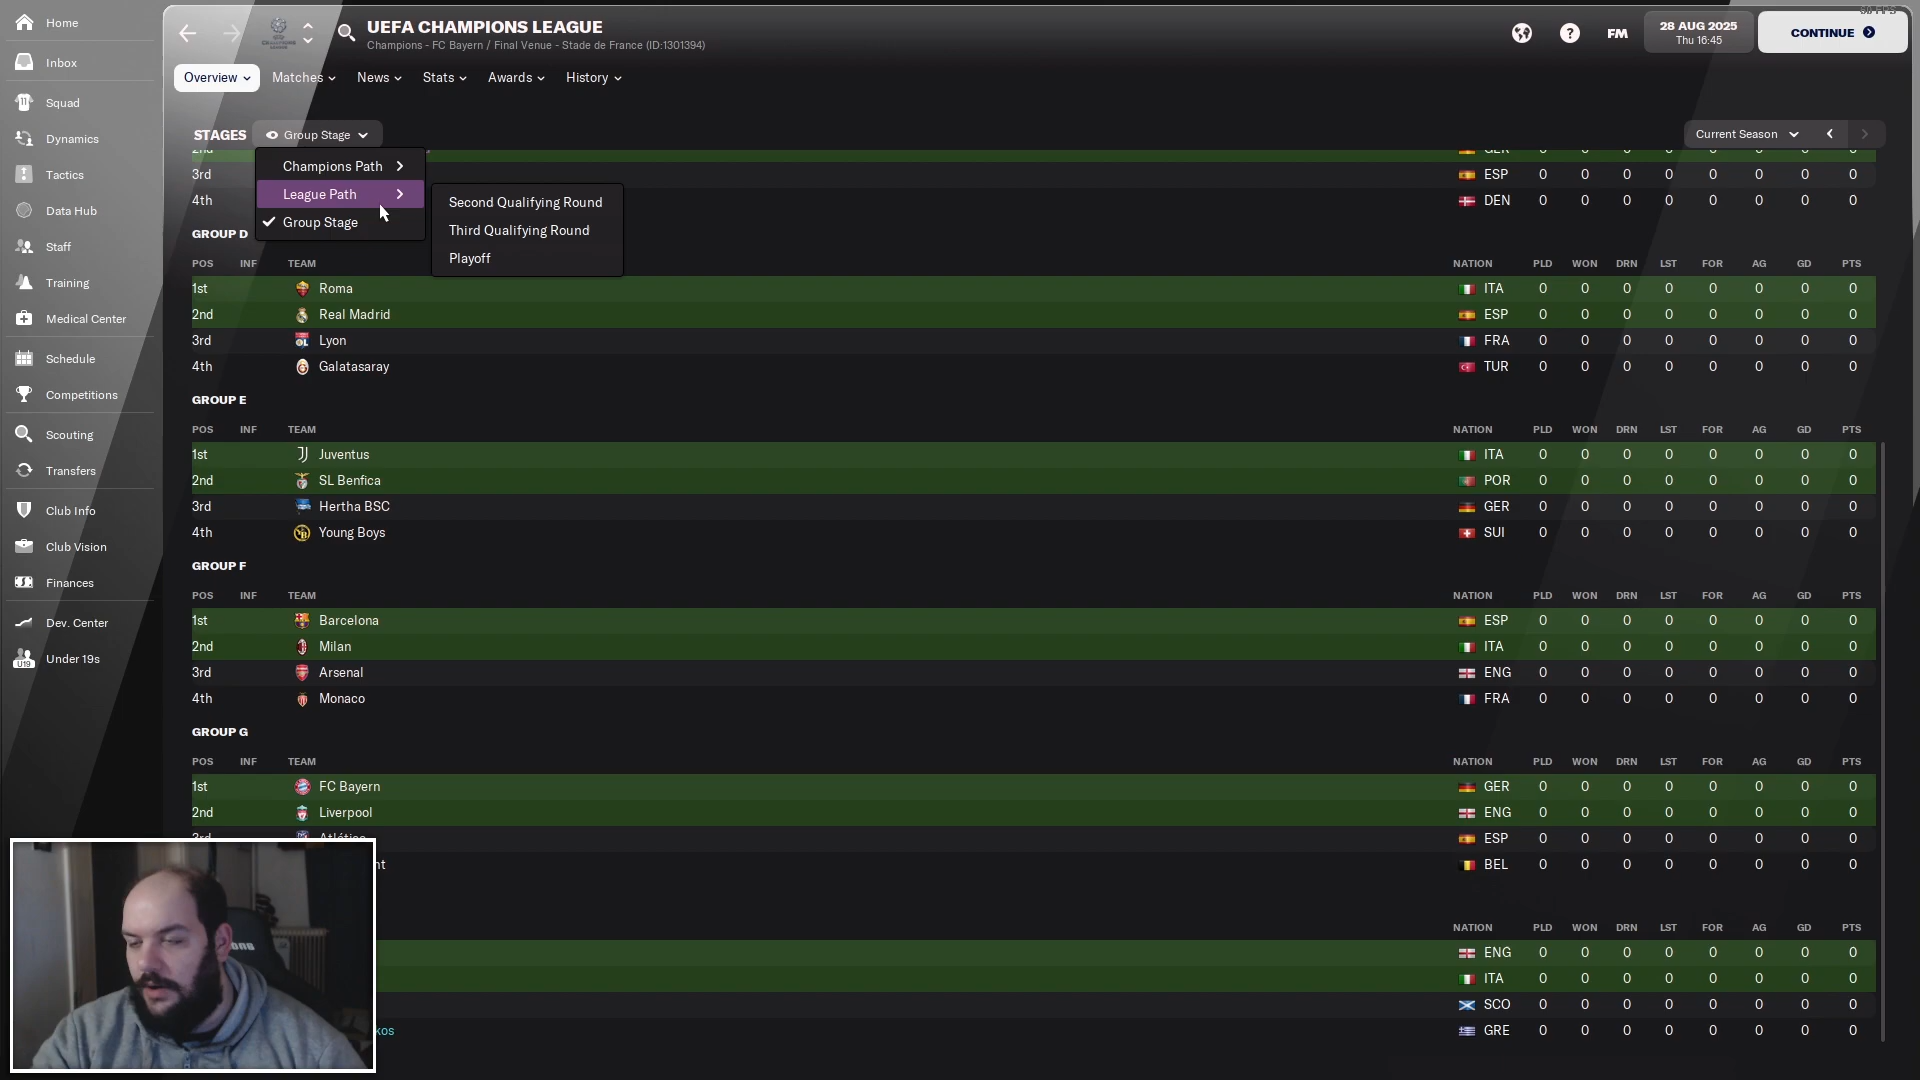 Home
Inbox
Squad
Dynamics
Tactics
Data Hub
Staff
Training
Medical Center
Schedule
Competitions
Scouting
Transfers
Club Info
Club Vision
Finances
Dev. Center
U19 Under 19s
UEFA CHAMPIONS LEAGUE
Champions - FC Bayern / Final Venue - Stade de France (ID:1301394)
FM
28 AUG 2025
Thu 16:45
CONTINUE
Overview Matches News Stats Awards History
STAGES Group Stage
Current Season
Champions Path
League Path
Group Stage
Second Qualifying Round
Third Qualifying Round
Playoff
2nd GER
3rd ESP
4th DEN
GROUP D
POS INF TEAM NATION PLD WON DRN LST FOR AG GD PTS
1st Roma ITA 0 0 0 0 0 0 0 0
2nd Real Madrid ESP 0 0 0 0 0 0 0 0
3rd Lyon FRA 0 0 0 0 0 0 0 0
4th Galatasaray TUR 0 0 0 0 0 0 0 0
GROUP E
POS INF TEAM NATION PLD WON DRN LST FOR AG GD PTS
1st Juventus ITA 0 0 0 0 0 0 0 0
2nd SL Benfica POR 0 0 0 0 0 0 0 0
3rd Hertha BSC GER 0 0 0 0 0 0 0 0
4th Young Boys SUI 0 0 0 0 0 0 0 0
GROUP F
POS INF TEAM NATION PLD WON DRN LST FOR AG GD PTS
1st Barcelona ESP 0 0 0 0 0 0 0 0
2nd Milan ITA 0 0 0 0 0 0 0 0
3rd Arsenal ENG 0 0 0 0 0 0 0 0
4th Monaco FRA 0 0 0 0 0 0 0 0
GROUP G
POS INF TEAM NATION PLD WON DRN LST FOR AG GD PTS
1st FC Bayern GER 0 0 0 0 0 0 0 0
2nd Liverpool ENG 0 0 0 0 0 0 0 0
3rd Atlético ESP 0 0 0 0 0 0 0 0
nt BEL 0 0 0 0 0 0 0 0
NATION PLD WON DRN LST FOR AG GD PTS
ENG 0 0 0 0 0 0 0 0
ITA 0 0 0 0 0 0 0 0
SCO 0 0 0 0 0 0 0 0
kos GRE 0 0 0 0 0 0 0 0